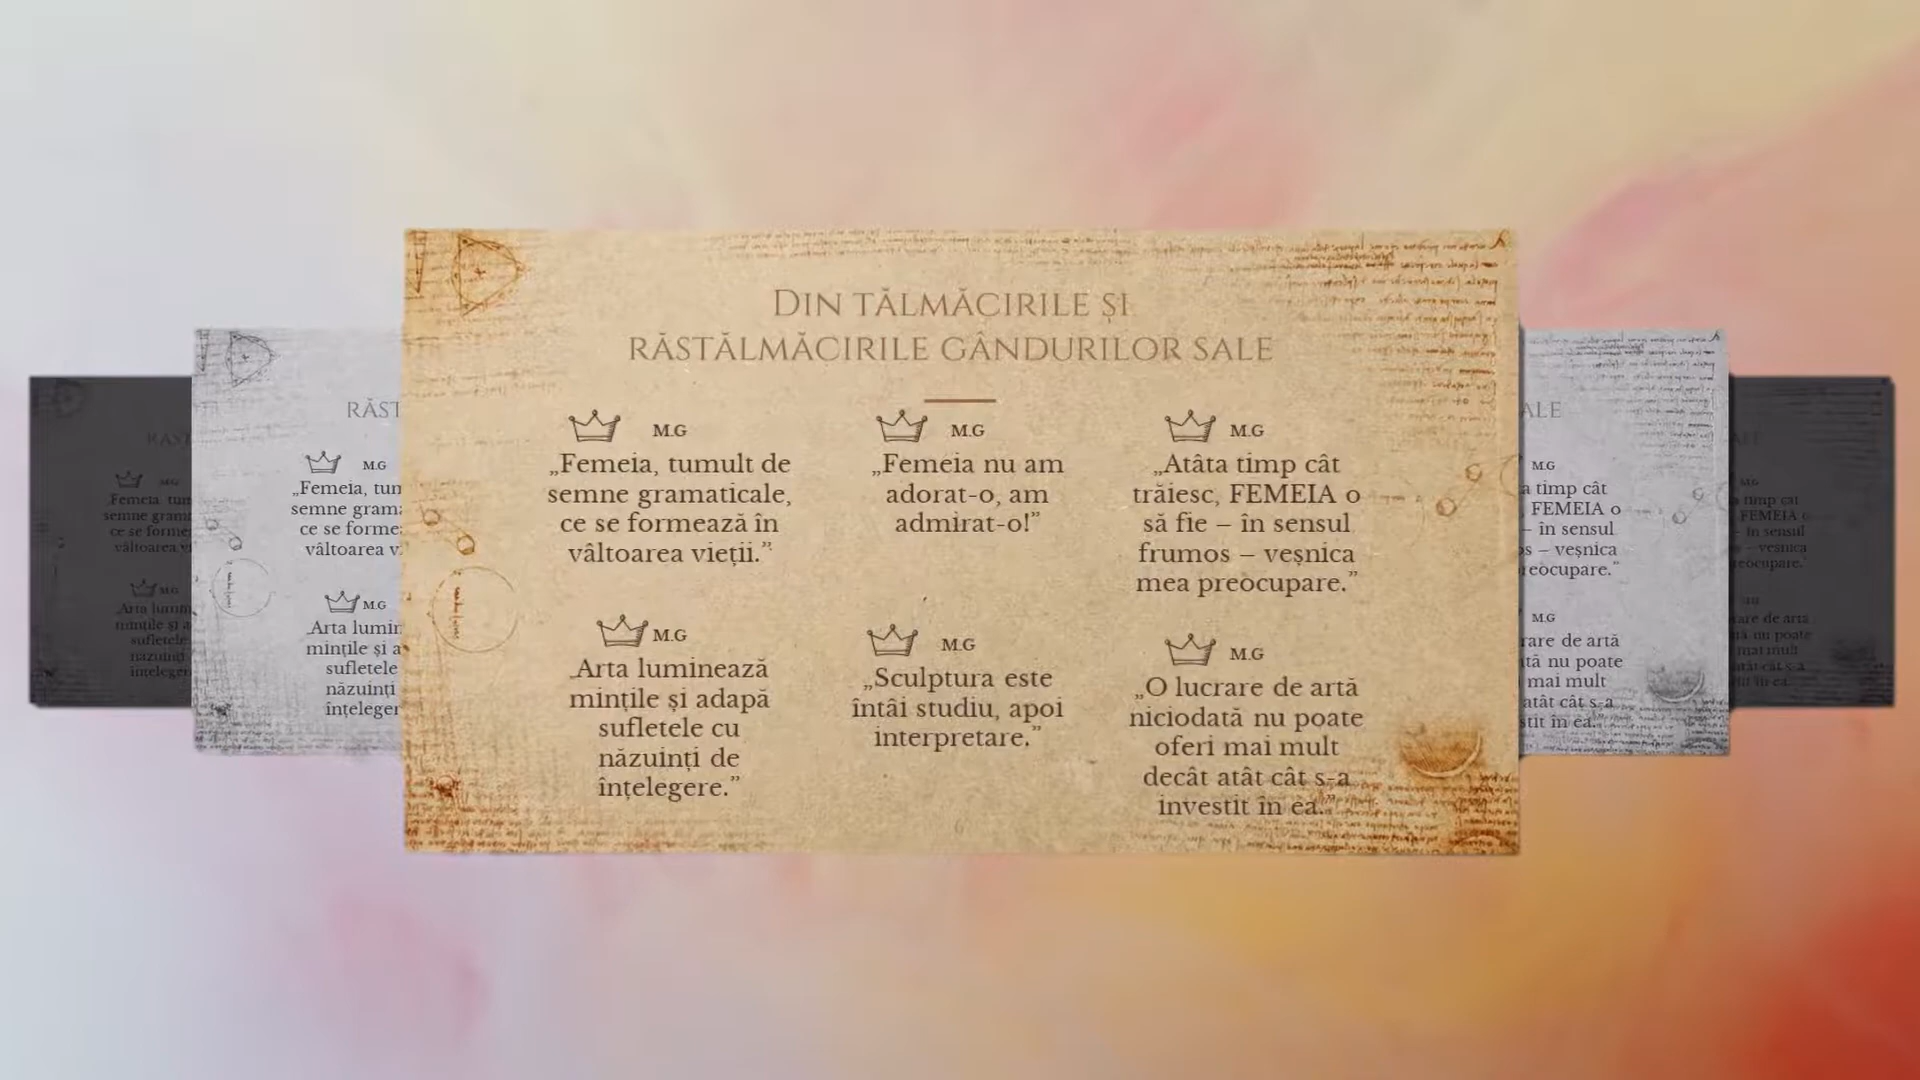 DIN TĂLMĂCIRILE ȘI
RĂSTĂLMĂCIRILE GÂNDURILOR SALE
M.G
„Femeia, tumult de
semne gramaticale,
ce se formează în
vâltoarea vieții.”
M.G
„Femeia nu am
adorat-o, am
admirat-o!”
M.G
„Atâta timp cât
trăiesc, FEMEIA o
să fie – în sensul
frumos – veșnica
mea preocupare.”
M.G
Arta luminează
mințile și adapă
sufletele cu
năzuinți de
înțelegere.”
M.G
„Sculptura este
întâi studiu, apoi
interpretare.”
M.G
„O lucrare de artă
niciodată nu poate
oferi mai mult
decât atât cât s-a
investit în ea.”
6